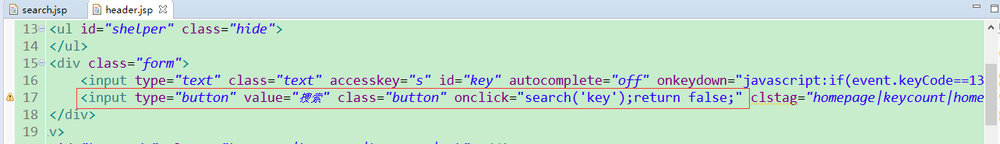 search.jsp header.jsp
13 <ul id="shelper" class="hide">
14 </ul>
15 <div class="form">
16 <input type="text" class="text" accesskey="s" id="key" autocomplete="off" onkeydown="javascript:if(event.keyCode==13
17 <input type="button" value="搜索" class="button" onclick="search('key');return false;" clstag="homepage|keycount|home
18 </div>
19 v>